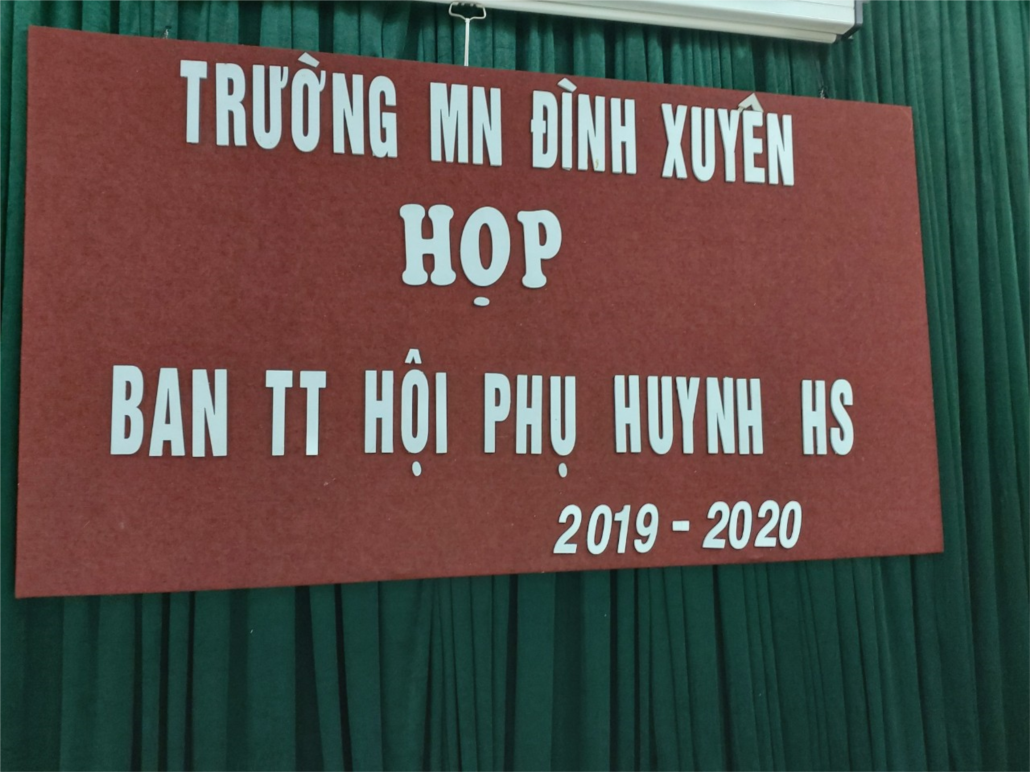 TRƯỜNG MN ĐÌNH XUYÊN
HỌP
BAN TT HỘI PHỤ HUYNH HS
2019 - 2020